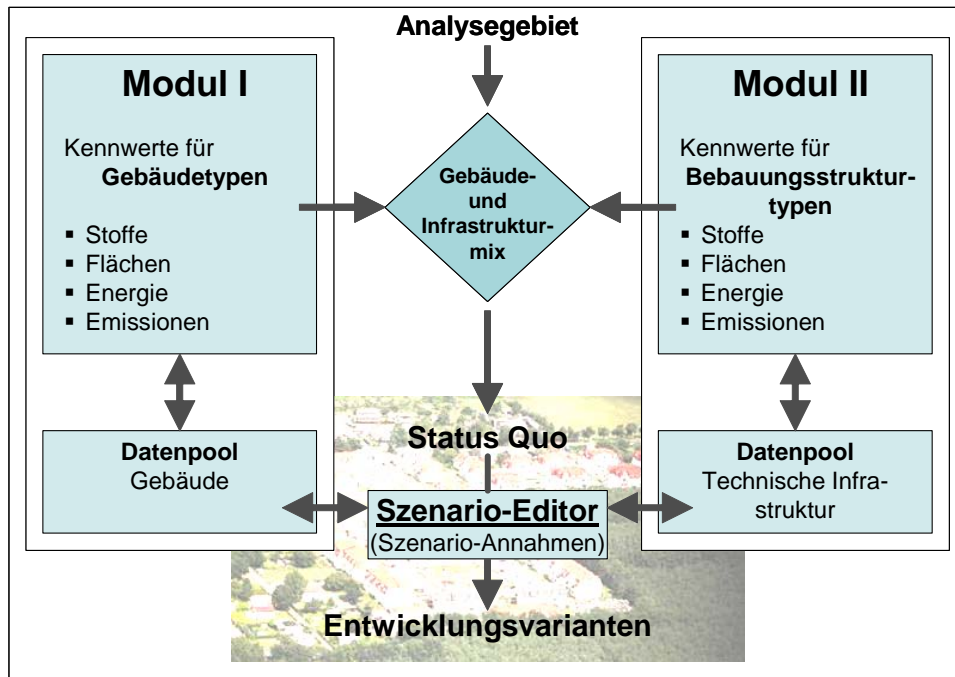 Analysegebiet
Modul I
Kennwerte für
Gebäudetypen
▪ Stoffe
▪ Flächen
▪ Energie
▪ Emissionen
Datenpool
Gebäude
Gebäude-
und
Infrastruktur-
mix
Status Quo
Szenario-Editor
(Szenario-Annahmen)
Entwicklungsvarianten
Modul II
Kennwerte für
Bebauungsstruktur-
typen
▪ Stoffe
▪ Flächen
▪ Energie
▪ Emissionen
Datenpool
Technische Infra-
struktur